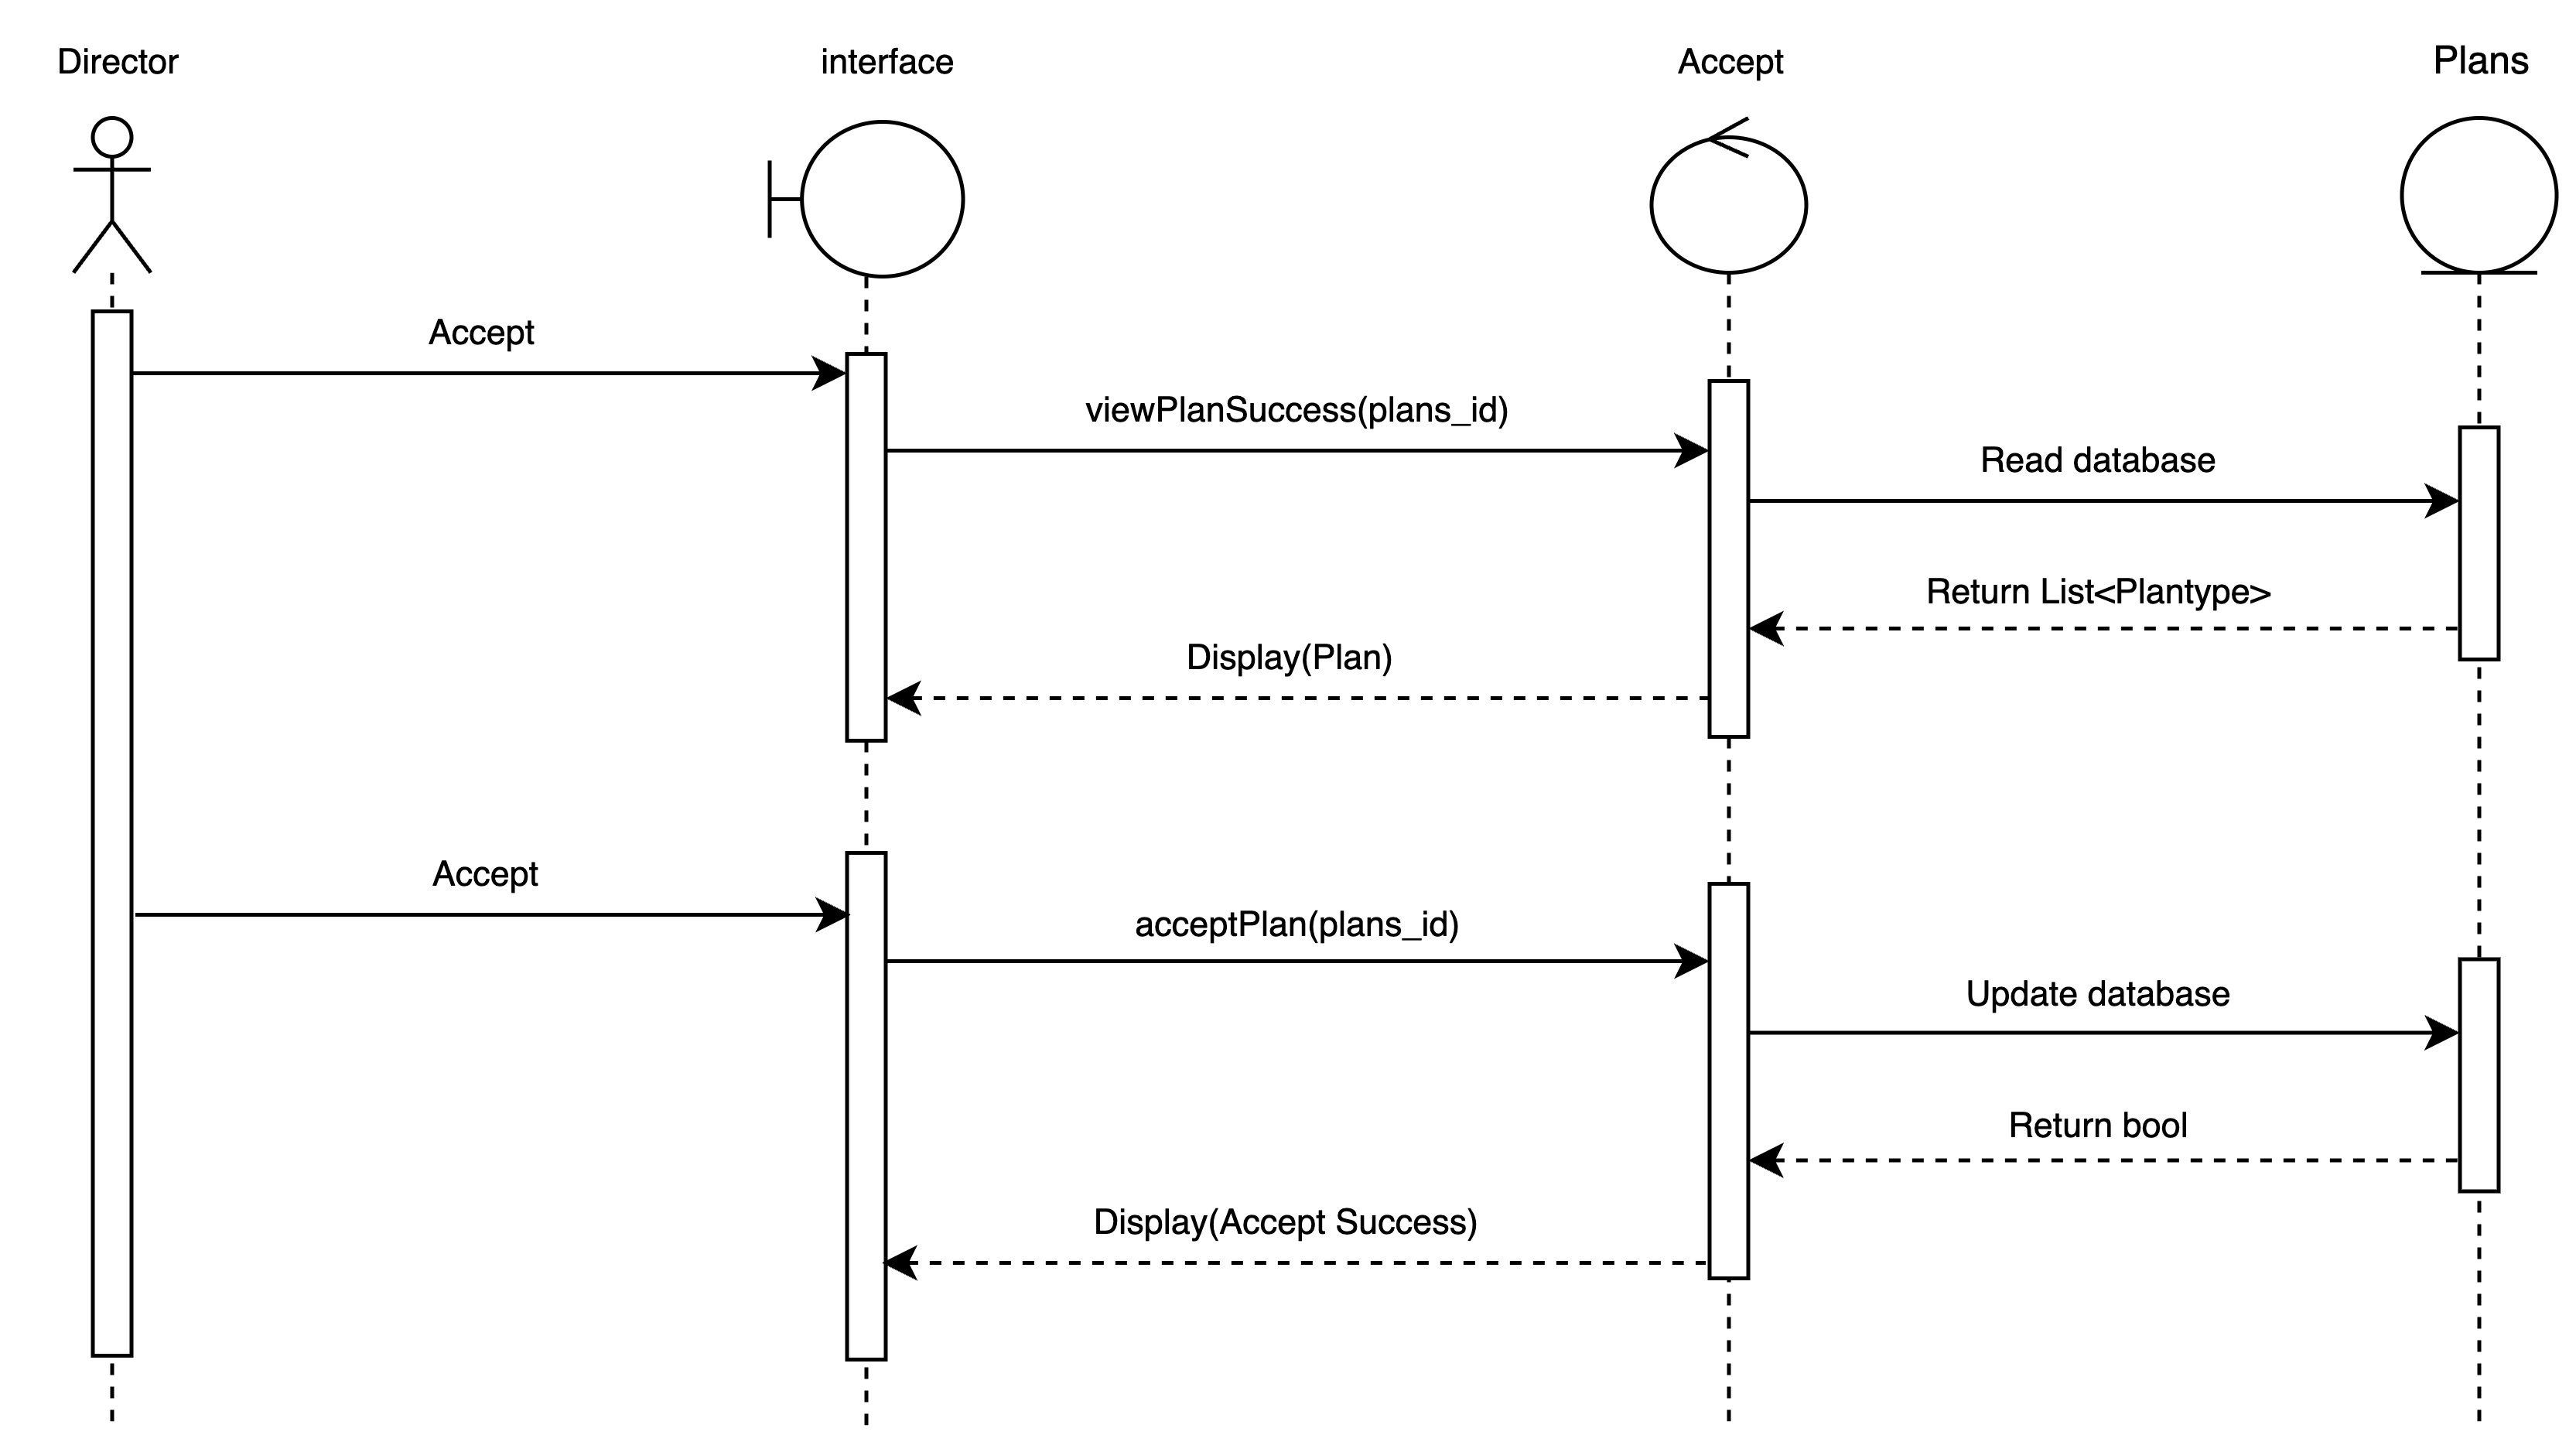 Director
interface
Accept
Plans
Accept
viewPlanSuccess(plans_id)
Read database
Return List<Plantype>
Display(Plan)
Accept
acceptPlan(plans_id)
Update database
Return bool
Display(Accept Success)